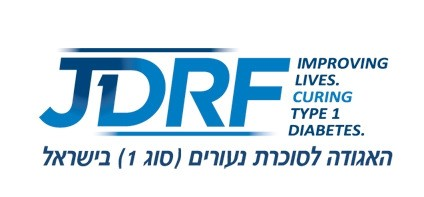 JDRF
IMPROVING
LIVES.
CURING
TYPE 1
DIABETES.
האגודה לסוכרת נעורים (סוג 1) בישראל